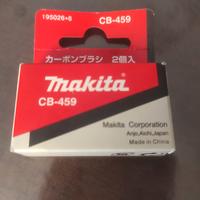 195026-6
CB-459
カーボンブラシ 2個入
makita
CB-459
Makita Corporation
Anjo, Aichi, Japan
Made in China